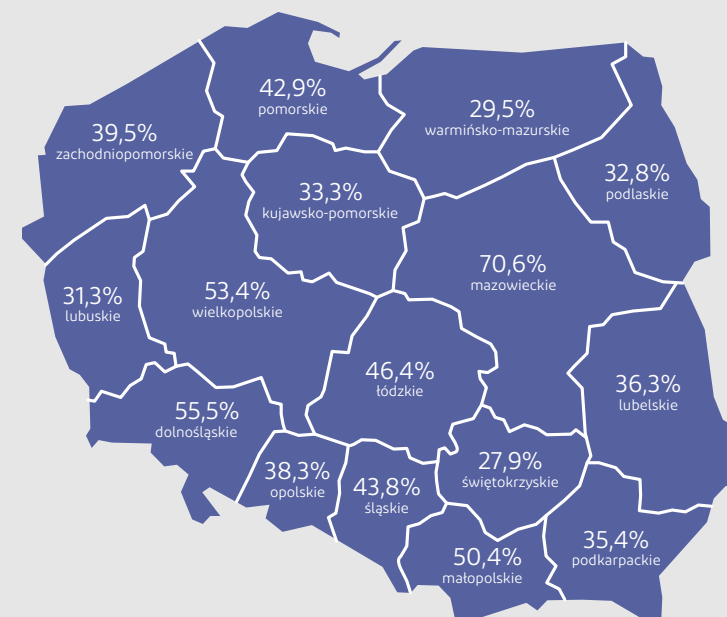 42,9%
pomorskie
29,5%
warmińsko-mazurskie
39,5%
zachodniopomorskie
32,8%
podlaskie
33,3%
kujawsko-pomorskie
70,6%
mazowieckie
31,3%
lubuskie
53,4%
wielkopolskie
46,4%
łódzkie
36,3%
lubelskie
55,5%
dolnośląskie
38,3%
opolskie
43,8%
śląskie
27,9%
świętokrzyskie
50,4%
małopolskie
35,4%
podkarpackie